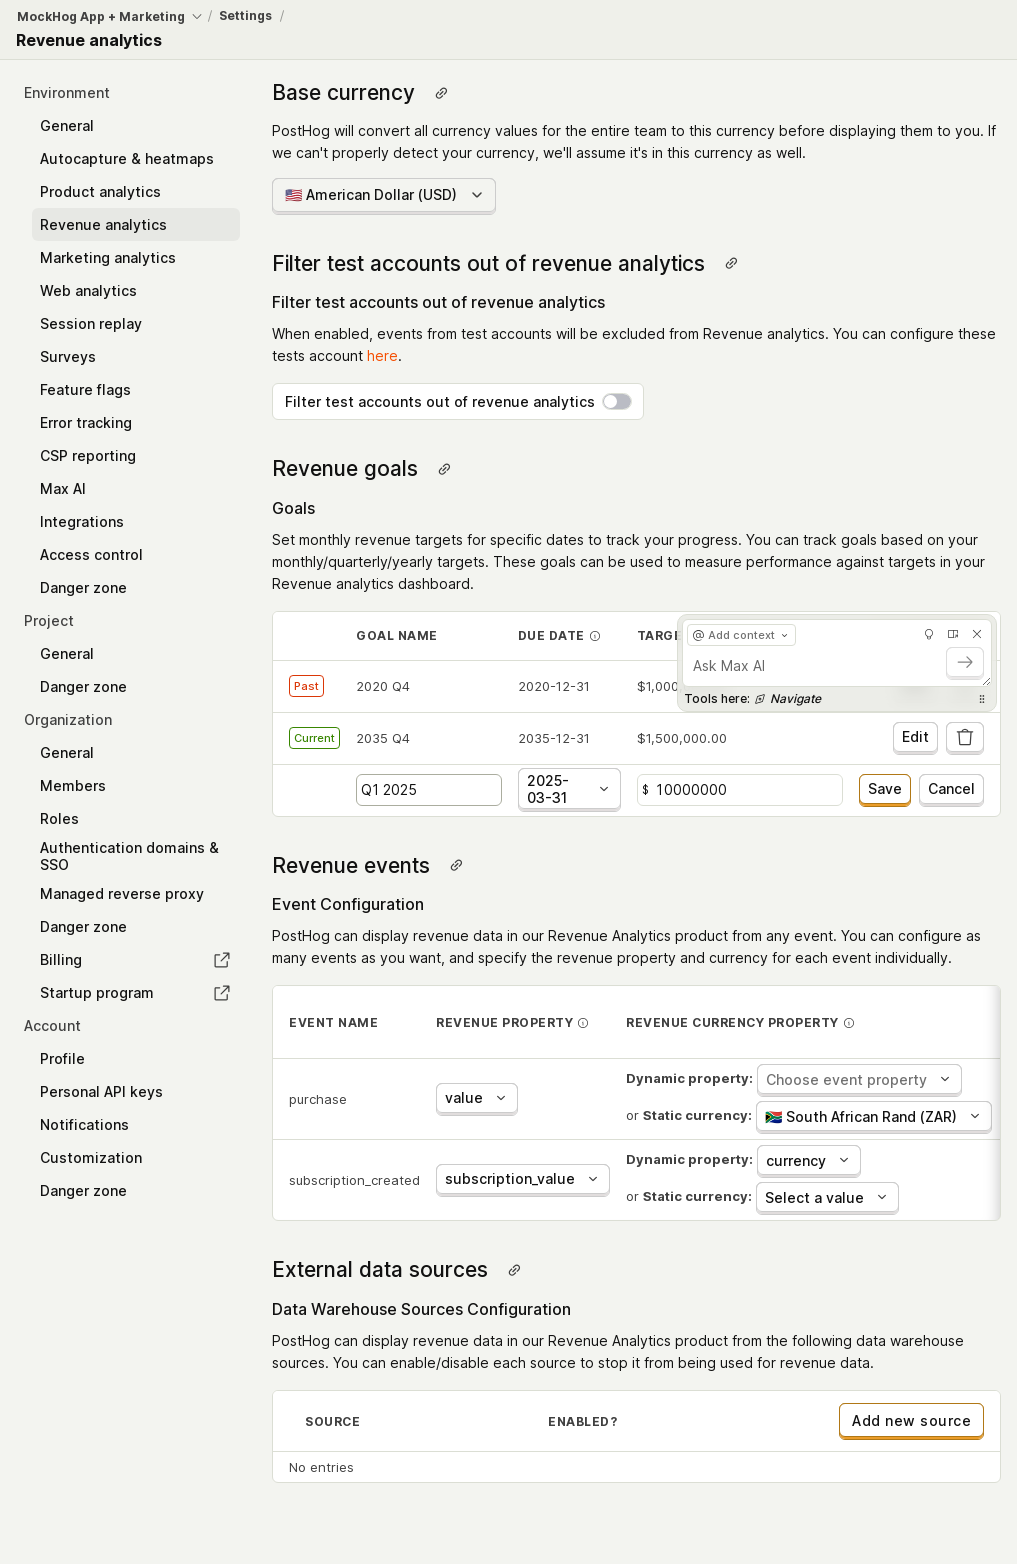 MockHog App + Marketing / Settings /
Revenue analytics
Environment
General
Autocapture & heatmaps
Product analytics
Revenue analytics
Marketing analytics
Web analytics
Session replay
Surveys
Feature flags
Error tracking
CSP reporting
Max AI
Integrations
Access control
Danger zone
Project
General
Danger zone
Organization
General
Members
Roles
Authentication domains &
SSO
Managed reverse proxy
Danger zone
Billing
Startup program
Account
Profile
Personal API keys
Notifications
Customization
Danger zone
Base currency
PostHog will convert all currency values for the entire team to this currency before displaying them to you. If
we can't properly detect your currency, we'll assume it's in this currency as well.
🇺🇸 American Dollar (USD)
Filter test accounts out of revenue analytics
Filter test accounts out of revenue analytics
When enabled, events from test accounts will be excluded from Revenue analytics. You can configure these
tests account here.
Filter test accounts out of revenue analytics
Revenue goals
Goals
Set monthly revenue targets for specific dates to track your progress. You can track goals based on your
monthly/quarterly/yearly targets. These goals can be used to measure performance against targets in your
Revenue analytics dashboard.
GOAL NAME DUE DATE TARGE
@ Add context
Ask Max AI
Tools here: Navigate
Past 2020 Q4 2020-12-31 $1,000
Current 2035 Q4 2035-12-31 $1,500,000.00 Edit
Q1 2025 2025-
03-31 $ 10000000 Save Cancel
Revenue events
Event Configuration
PostHog can display revenue data in our Revenue Analytics product from any event. You can configure as
many events as you want, and specify the revenue property and currency for each event individually.
EVENT NAME REVENUE PROPERTY REVENUE CURRENCY PROPERTY
purchase value Dynamic property: Choose event property
or Static currency: 🇿🇦 South African Rand (ZAR)
subscription_created subscription_value Dynamic property: currency
or Static currency: Select a value
External data sources
Data Warehouse Sources Configuration
PostHog can display revenue data in our Revenue Analytics product from the following data warehouse
sources. You can enable/disable each source to stop it from being used for revenue data.
SOURCE ENABLED? Add new source
No entries